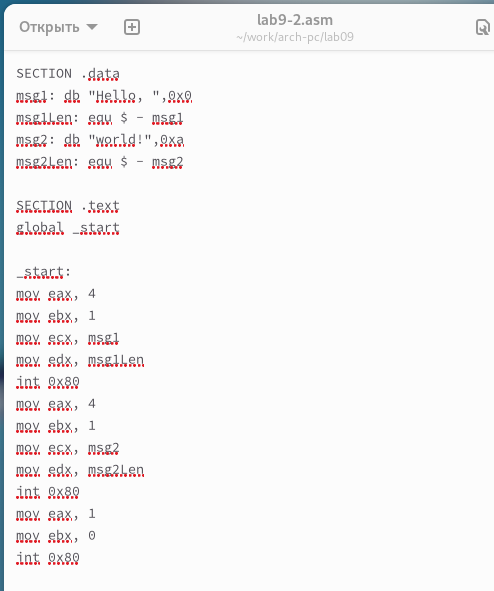 Открыть
lab9-2.asm
~/work/arch-pc/lab09
SECTION .data
msg1: db "Hello, ",0x0
msg1Len: equ $ - msg1
msg2: db "world!",0xa
msg2Len: equ $ - msg2
SECTION .text
global _start
_start:
mov eax, 4
mov ebx, 1
mov ecx, msg1
mov edx, msg1Len
int 0x80
mov eax, 4
mov ebx, 1
mov ecx, msg2
mov edx, msg2Len
int 0x80
mov eax, 1
mov ebx, 0
int 0x80